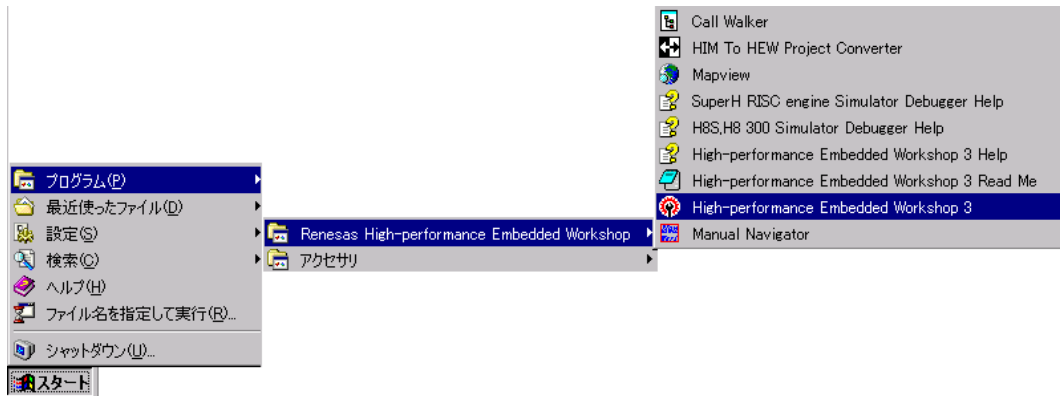 プログラム(P)
最近使ったファイル(D)
設定(S)
検索(C)
ヘルプ(H)
ファイル名を指定して実行(R)...
シャットダウン(U)...
スタート
Renesas High-performance Embedded Workshop
アクセサリ
Call Walker
HIM To HEW Project Converter
Mapview
SuperH RISC engine Simulator Debugger Help
H8S,H8 300 Simulator Debugger Help
High-performance Embedded Workshop 3 Help
High-performance Embedded Workshop 3 Read Me
High-performance Embedded Workshop 3
Manual Navigator